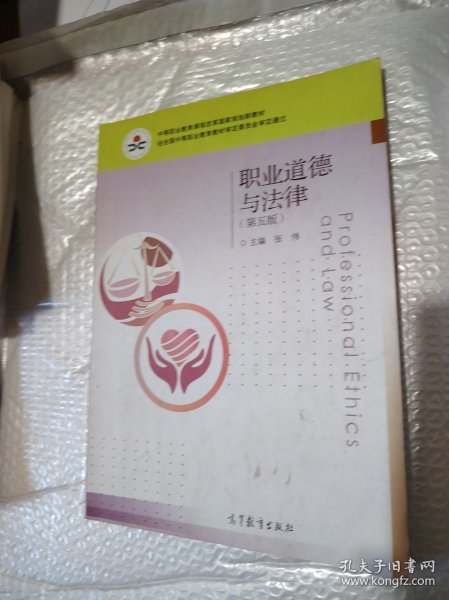 中等职业教育课程改革国家规划新教材
经全国中等职业教育教材审定委员会审定通过
职业道德
与法律
(第五版)
主编 张 伟
Professional Ethics
and Law
高等教育出版社
孔夫子旧书网
www.kongfz.com